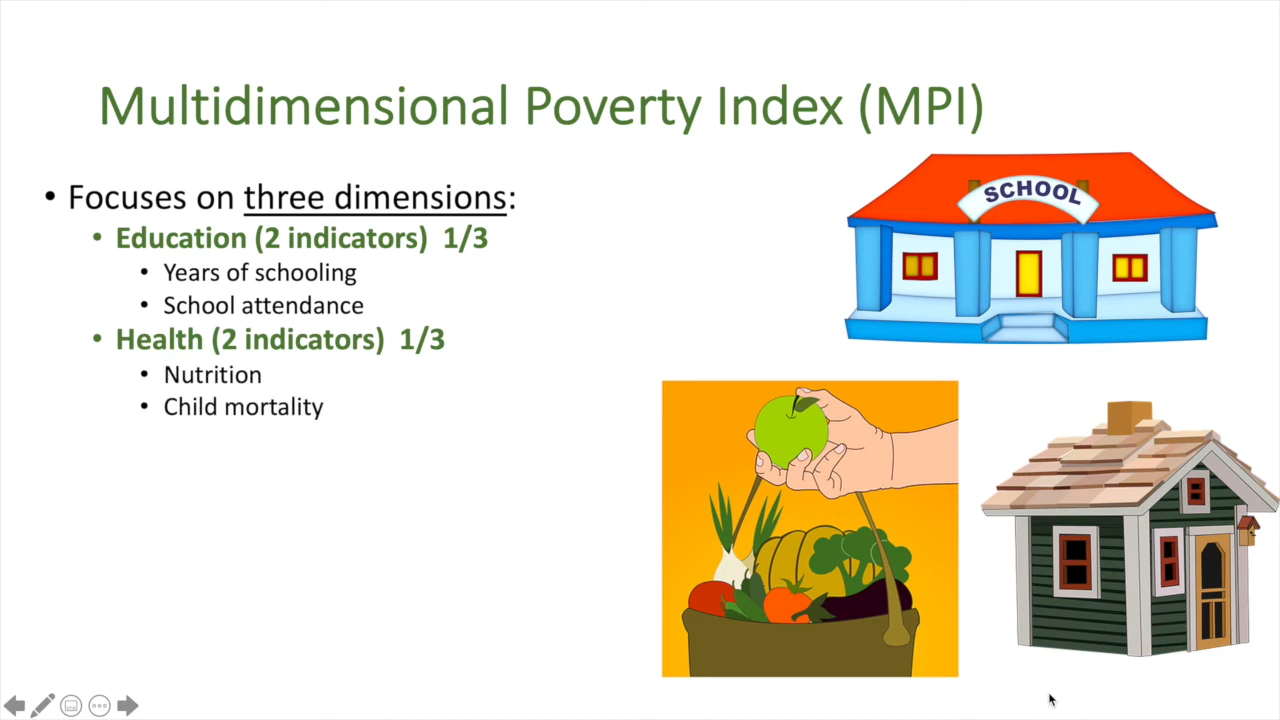 Multidimensional Poverty Index (MPI)
• Focuses on three dimensions:
• Education (2 indicators) 1/3
• Years of schooling
• School attendance
• Health (2 indicators) 1/3
• Nutrition
• Child mortality
SCHOOL